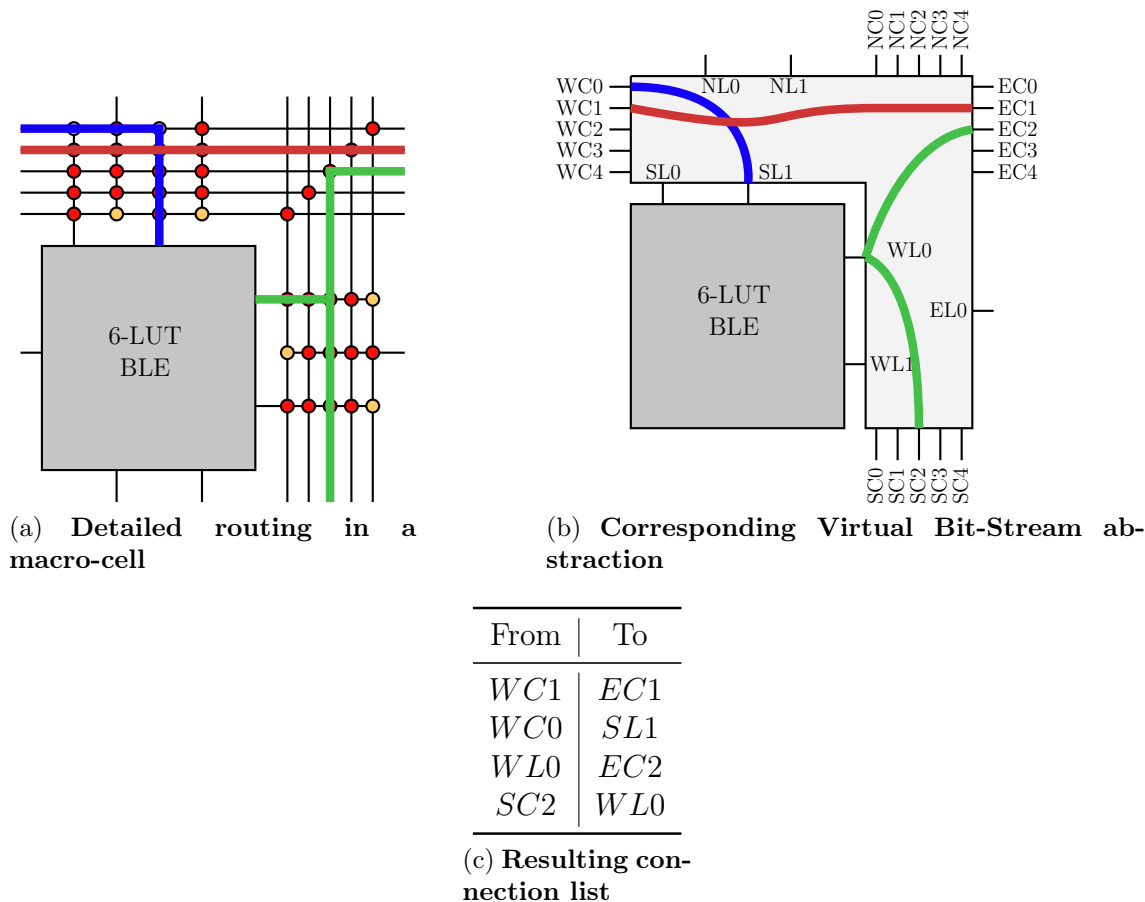 6-LUT
BLE
(a) Detailed routing in a
macro-cell
NC0
NC1
NC2
NC3
NC4
NL0
NL1
WC0
WC1
WC2
WC3
WC4
EC0
EC1
EC2
EC3
EC4
SL0
SL1
WL0
EL0
WL1
6-LUT
BLE
SC0
SC1
SC2
SC3
SC4
(b) Corresponding Virtual Bit-Stream ab-
straction
From To
WC1 EC1
WC0 SL1
WL0 EC2
SC2 WL0
(c) Resulting con-
nection list